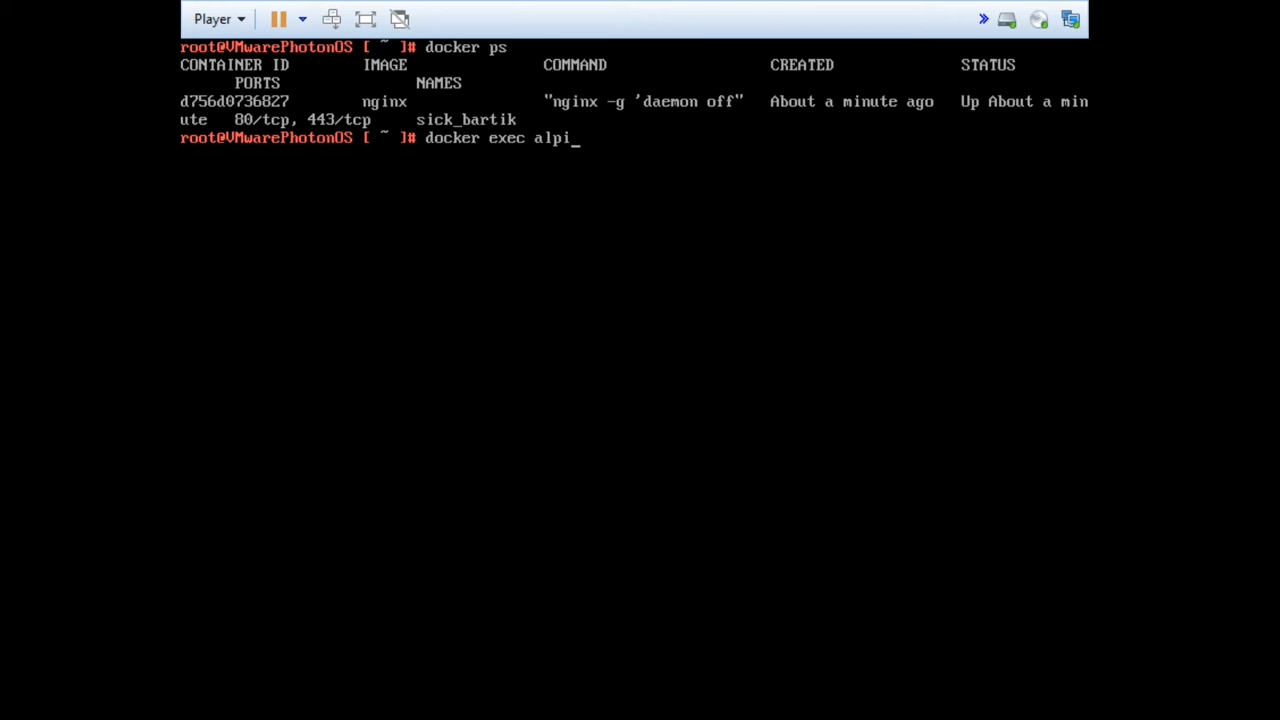 Player
root@VMwarePhotonOS [ ~ ]# docker ps
CONTAINER ID IMAGE COMMAND CREATED STATUS
PORTS NAMES
d756d0736827 nginx "nginx -g 'daemon off" About a minute ago Up About a min
ute 80/tcp, 443/tcp sick_bartik
root@VMwarePhotonOS [ ~ ]# docker exec alpi_